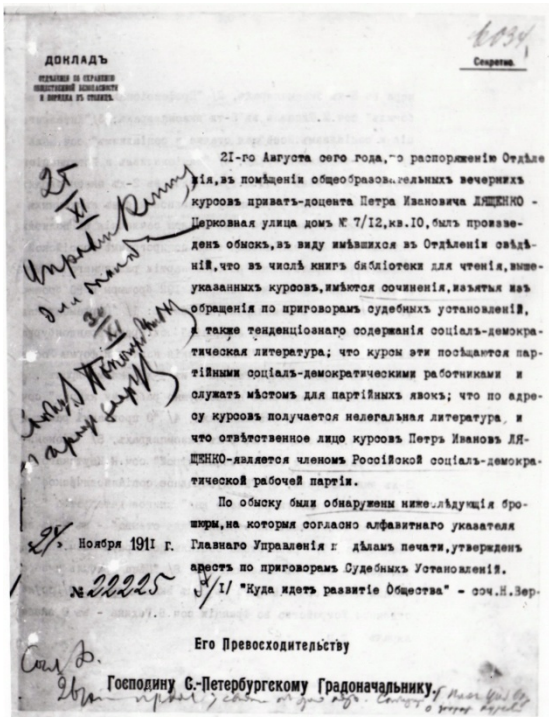 6034
ДОКЛАДЪ
ОТДѢЛЕНІЯ ПО ОХРАНЕНІЮ
ОБЩЕСТВЕННОЙ БЕЗОПАСНОСТИ
И ПОРЯДКА ВЪ СТОЛИЦѢ.
Секретно.
21-го Августа сего года, по распоряженію Отдѣле
нія, въ помѣщеніи общеобразовательныхъ вечернихъ
курсовъ приватъ-доцента Петра Ивановича ЛЯЩЕНКО -
Церковная улица домъ № 7/12, кв. 10, былъ произве-
денъ обыскъ, въ виду имѣвшихся въ Отдѣленіи свѣдѣ-
ній, что въ числѣ книгъ библіотеки для чтенія, выше-
указанныхъ курсовъ, имѣются сочиненія, изъятыя изъ
обращенія по приговорамъ судебныхъ установленій,
а также тенденціознаго содержанія соціалъ-демокра-
тическая литература; что курсы эти посѣщаются пар-
тійными соціалъ-демократическими работниками и
служатъ мѣстомъ для партійныхъ явокъ; что по адре-
су курсовъ получается нелегальная литература, и
что отвѣтственное лицо курсовъ Петръ Ивановъ ЛЯ-
ЩЕНКО-является членомъ Россійской соціалъ-демокра-
тической рабочей партіи.
По обыску были обнаружены нижеслѣдующія бро-
шюры, на которыя согласно алфавитнаго указателя
Главнаго Управленія по дѣламъ печати, утвержденъ
арестъ по приговорамъ Судебныхъ Установленій.
1/ "Куда идетъ развитіе Общества" - соч. Н. Вер-
25
XI
30
XI
25 Ноября 1911 г.
№ 22225
Его Превосходительству
Господину С.-Петербургскому Градоначальнику.